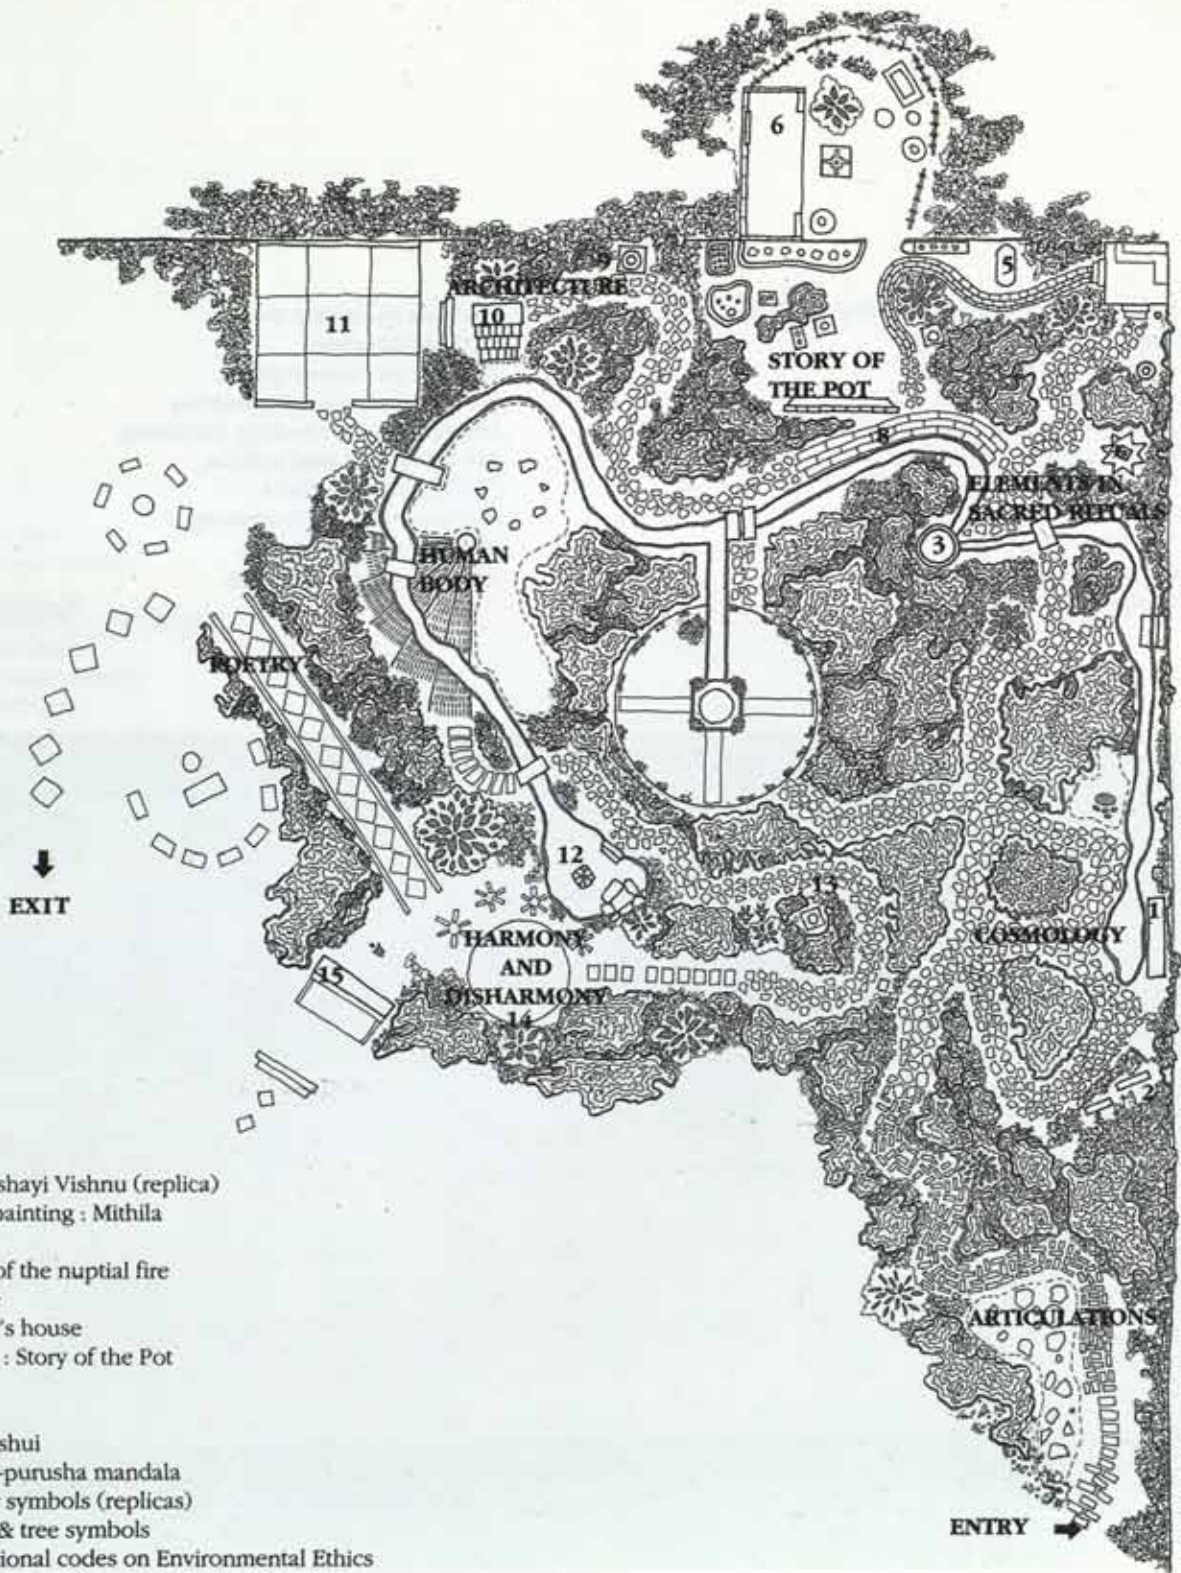 6
5
9
ARCHITECTURE
10
11
STORY OF
THE POT
8
ELEMENTS IN
SACRED RITUALS
3
HUMAN
BODY
POETRY
EXIT
12
13
1
COSMOLOGY
HARMONY
AND
DISHARMONY
14
15
2
ARTICULATIONS
ENTRY
shayi Vishnu (replica)
painting : Mithila
of the nuptial fire
's house
: Story of the Pot
shui
-purusha mandala
symbols (replicas)
& tree symbols
ional codes on Environmental Ethics